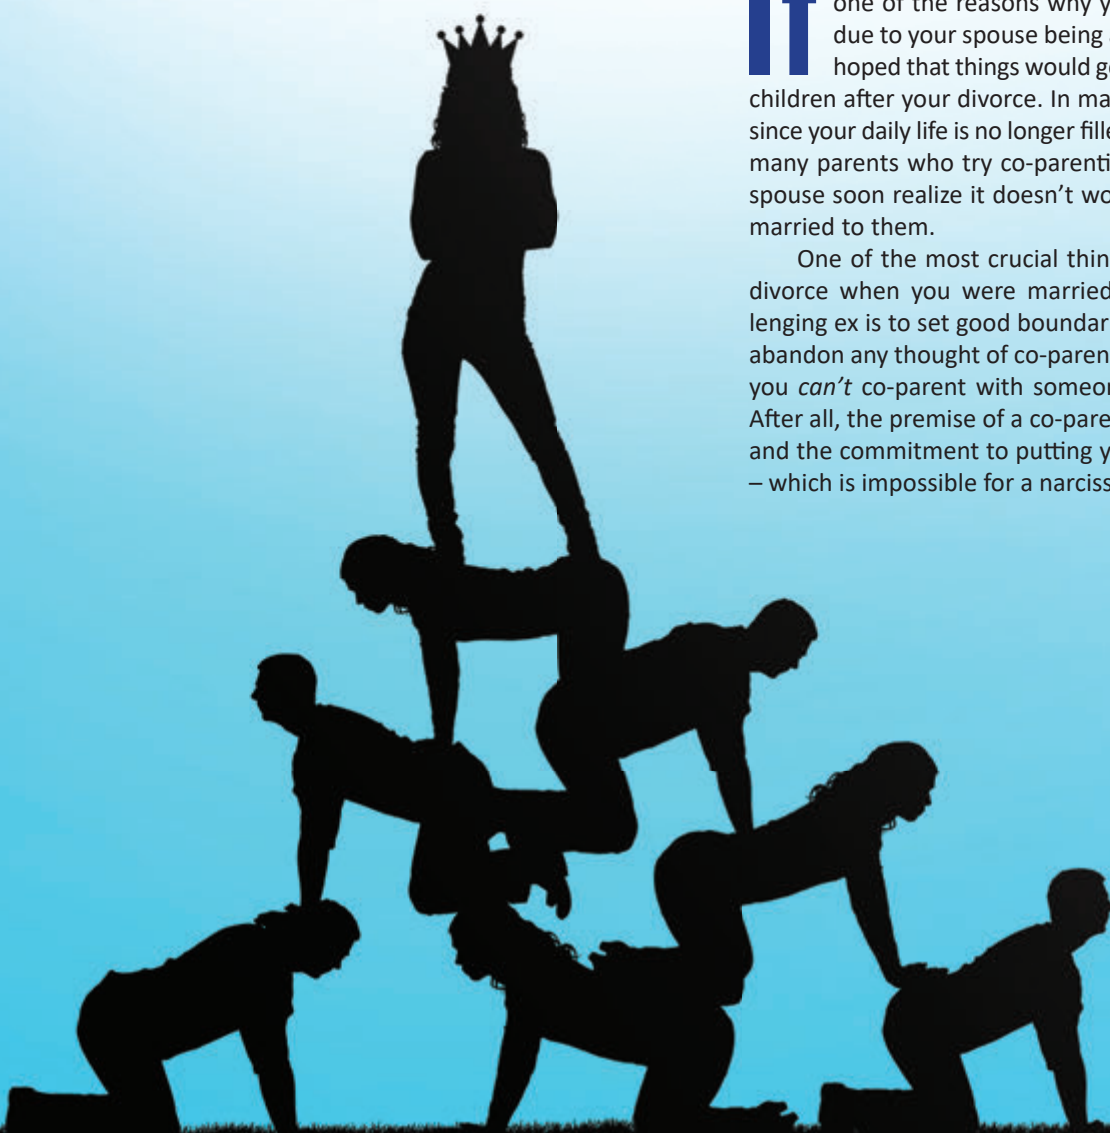 If one of the reasons why y
due to your spouse being
hoped that things would g
children after your divorce. In ma
since your daily life is no longer fille
many parents who try co-parenti
spouse soon realize it doesn't wo
married to them.
One of the most crucial thin
divorce when you were married
lenging ex is to set good boundar
abandon any thought of co-paren
you can't co-parent with someo
After all, the premise of a co-pare
and the commitment to putting y
– which is impossible for a narciss